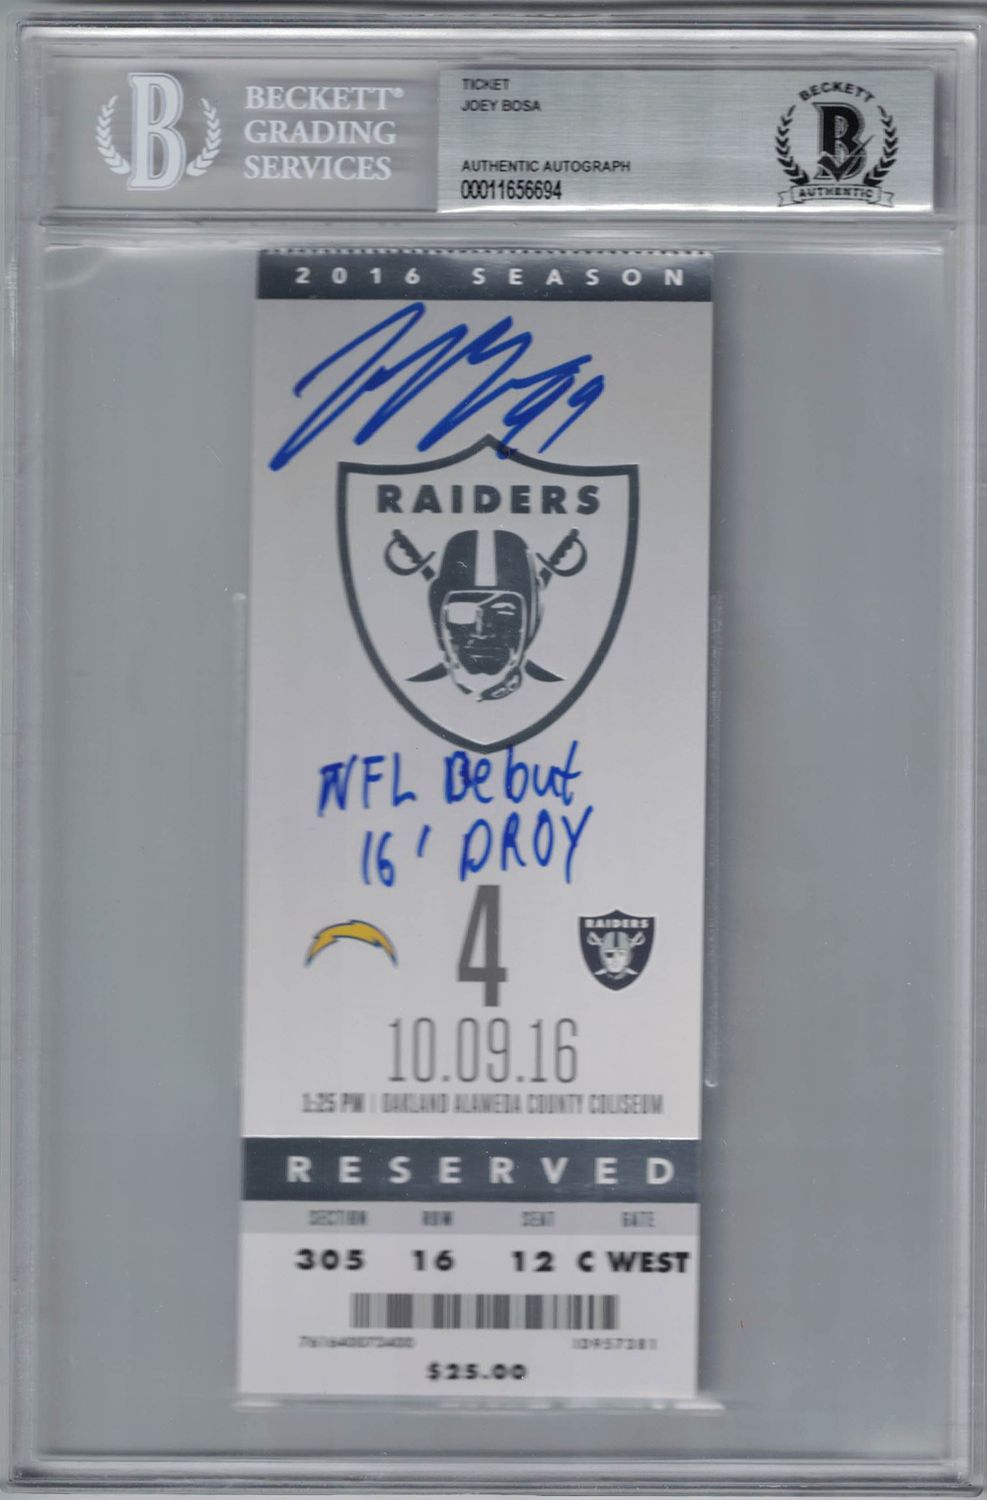 BECKETT®
GRADING
SERVICES
B
TICKET
JOEY BOSA
AUTHENTIC AUTOGRAPH
00011656694
BECKETT
B
AUTHENTIC
2016 SEASON
99
RAIDERS
NFL Debut
16' DROY
4
RAIDERS
10.09.16
1:25 PM | OAKLAND ALAMEDA COUNTY COLISEUM
RESERVED
SECTION ROW SEAT GATE
305 16 12 C WEST
761640073400 10957381
$25.00